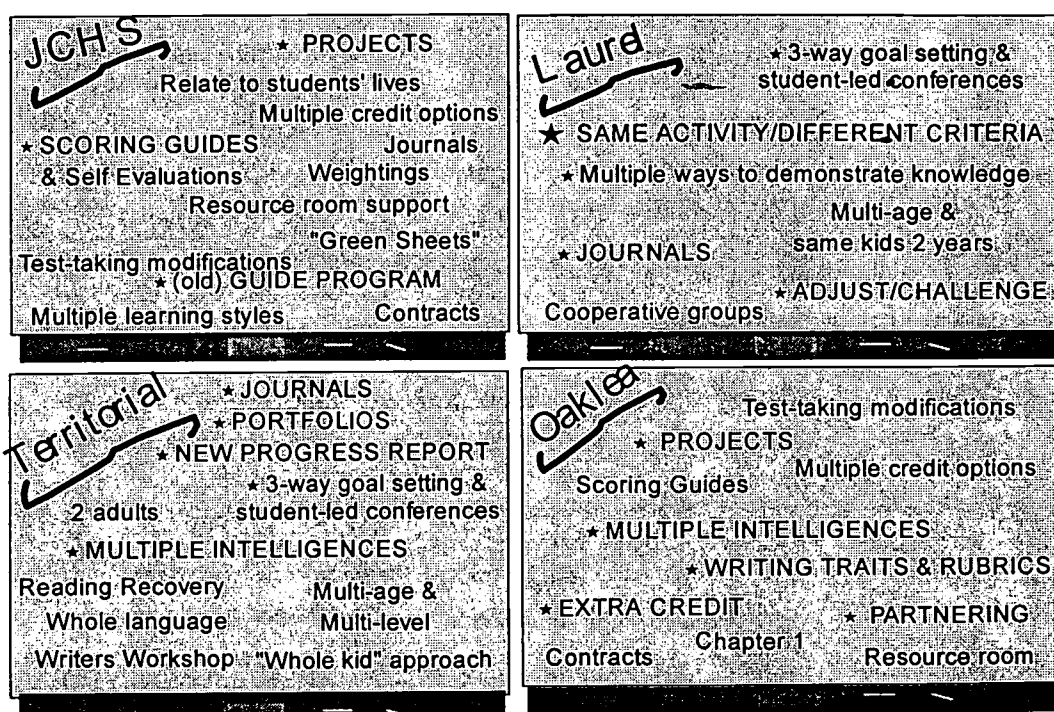 JCHS
★ PROJECTS
Relate to students' lives
Multiple credit options
★ SCORING GUIDES
Journals
& Self Evaluations
Weightings
Resource room support
"Green Sheets"
Test-taking modifications
★ (old) GUIDE PROGRAM
Multiple learning styles
Contracts
Laurel
★ 3-way goal setting &
student-led conferences
★ SAME ACTIVITY/DIFFERENT CRITERIA
★ Multiple ways to demonstrate knowledge
Multi-age &
same kids 2 years
★ JOURNALS
★ ADJUST/CHALLENGE
Cooperative groups
Territorial
★ JOURNALS
★ PORTFOLIOS
★ NEW PROGRESS REPORT
★ 3-way goal setting &
student-led conferences
2 adults
★ MULTIPLE INTELLIGENCES
Reading Recovery
Multi-age &
Multi-level
Whole language
Writers Workshop
"Whole kid" approach
Oaklea
Test-taking modifications
★ PROJECTS
Multiple credit options
Scoring Guides
★ MULTIPLE INTELLIGENCES
★ WRITING TRAITS & RUBRICS
★ EXTRA CREDIT
★ PARTNERING
Chapter 1
Contracts
Resource room